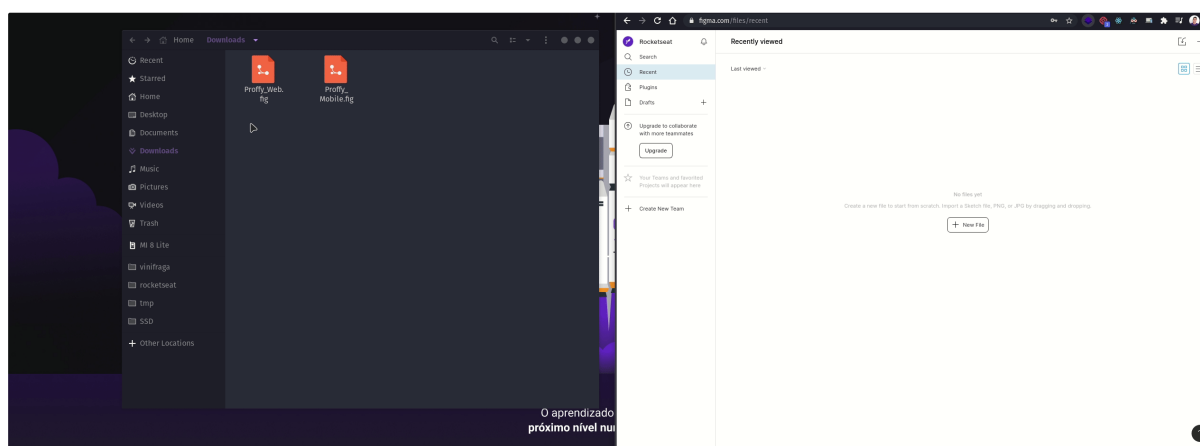 Home Downloads
Recent
Starred
Home
Desktop
Documents
Downloads
Music
Pictures
Videos
Trash
MI 8 Lite
vinifraga
rocketseat
tmp
SSD
Other Locations
Proffy_Web.
fig
Proffy_
Mobile.fig
O aprendizado
próximo nível
figma.com/files/recent
Rocketseat
Search
Recent
Plugins
Drafts
Upgrade to collaborate
with more teammates
Upgrade
Your Teams and favorited
Projects will appear here
Create New Team
Recently viewed
Last viewed
No files yet
Create a new file to start from scratch. Import a Sketch file, PNG, or JPG by dragging and dropping.
New File